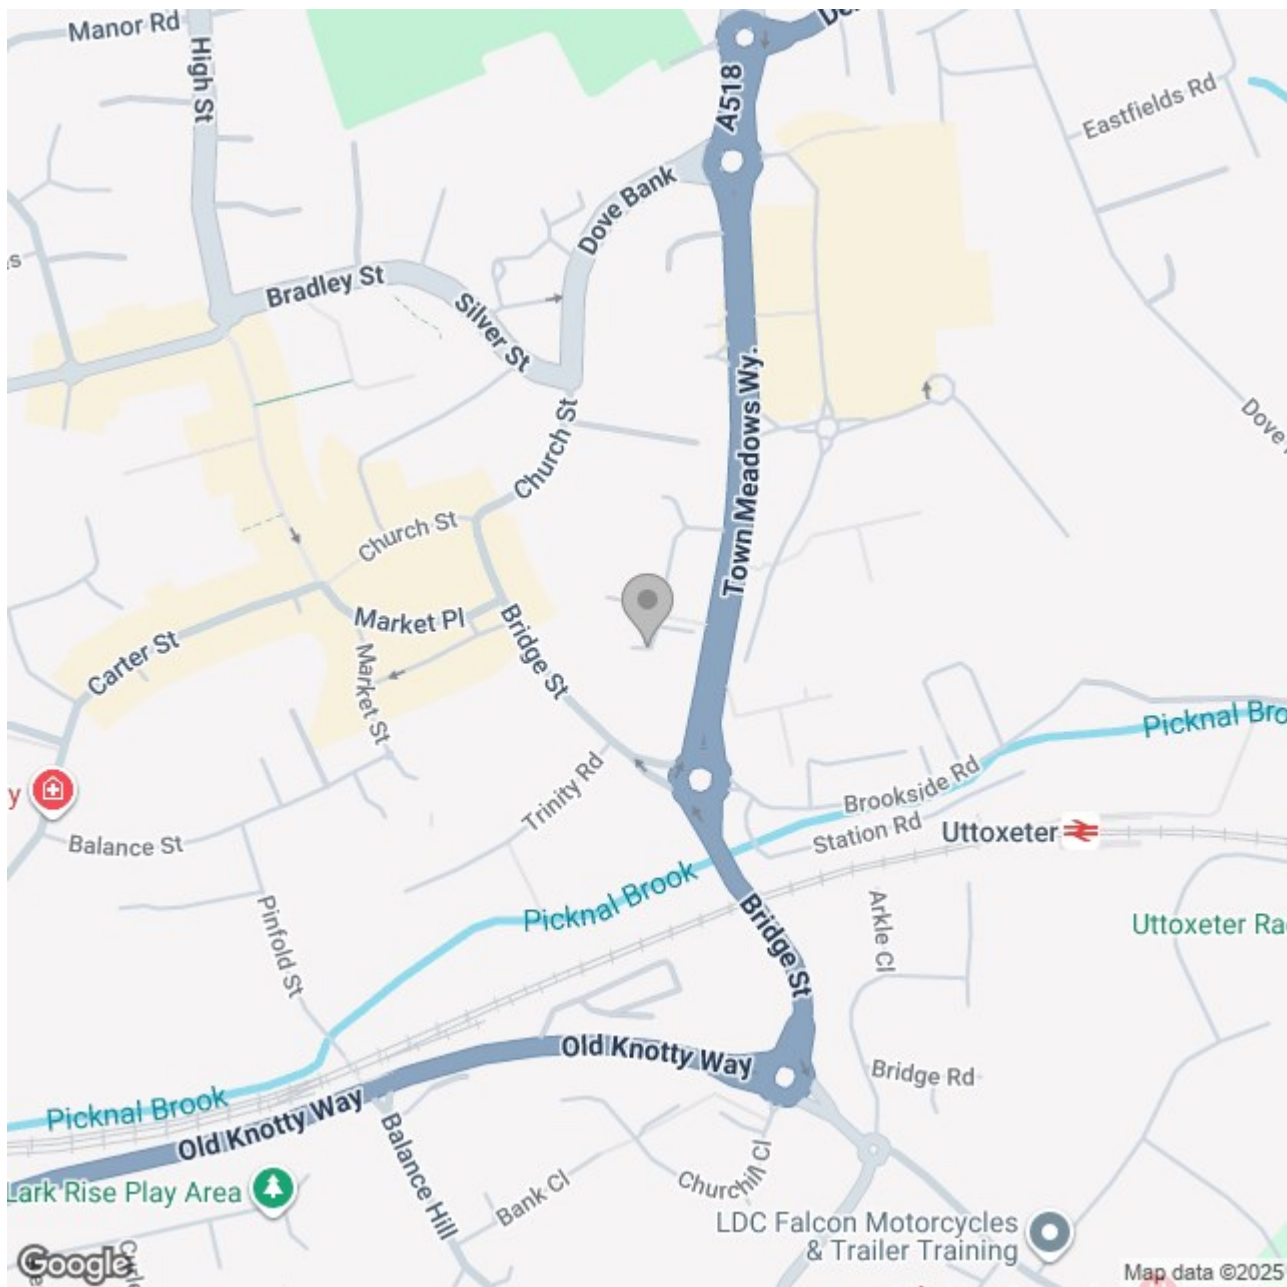 Manor Rd
High St
A518
Eastfields Rd
Dove Bank
Bradley St
Silver St
Church St
Town Meadows Wy.
Church St
Market Pl
Bridge St
Carter St
Market St
Picknal Bro
Trinity Rd
Brookside Rd
Station Rd
Uttoxeter
y
Balance St
Picknal Brook
Pinfold St
Bridge St
Arkle Cl
Uttoxeter Ra
Old Knotty Way
Bridge Rd
Picknal Brook
Old Knotty Way
Balance Hill
Lark Rise Play Area
Bank Cl
Churchill Cl
LDC Falcon Motorcycles
& Trailer Training
Google
Map data ©2025